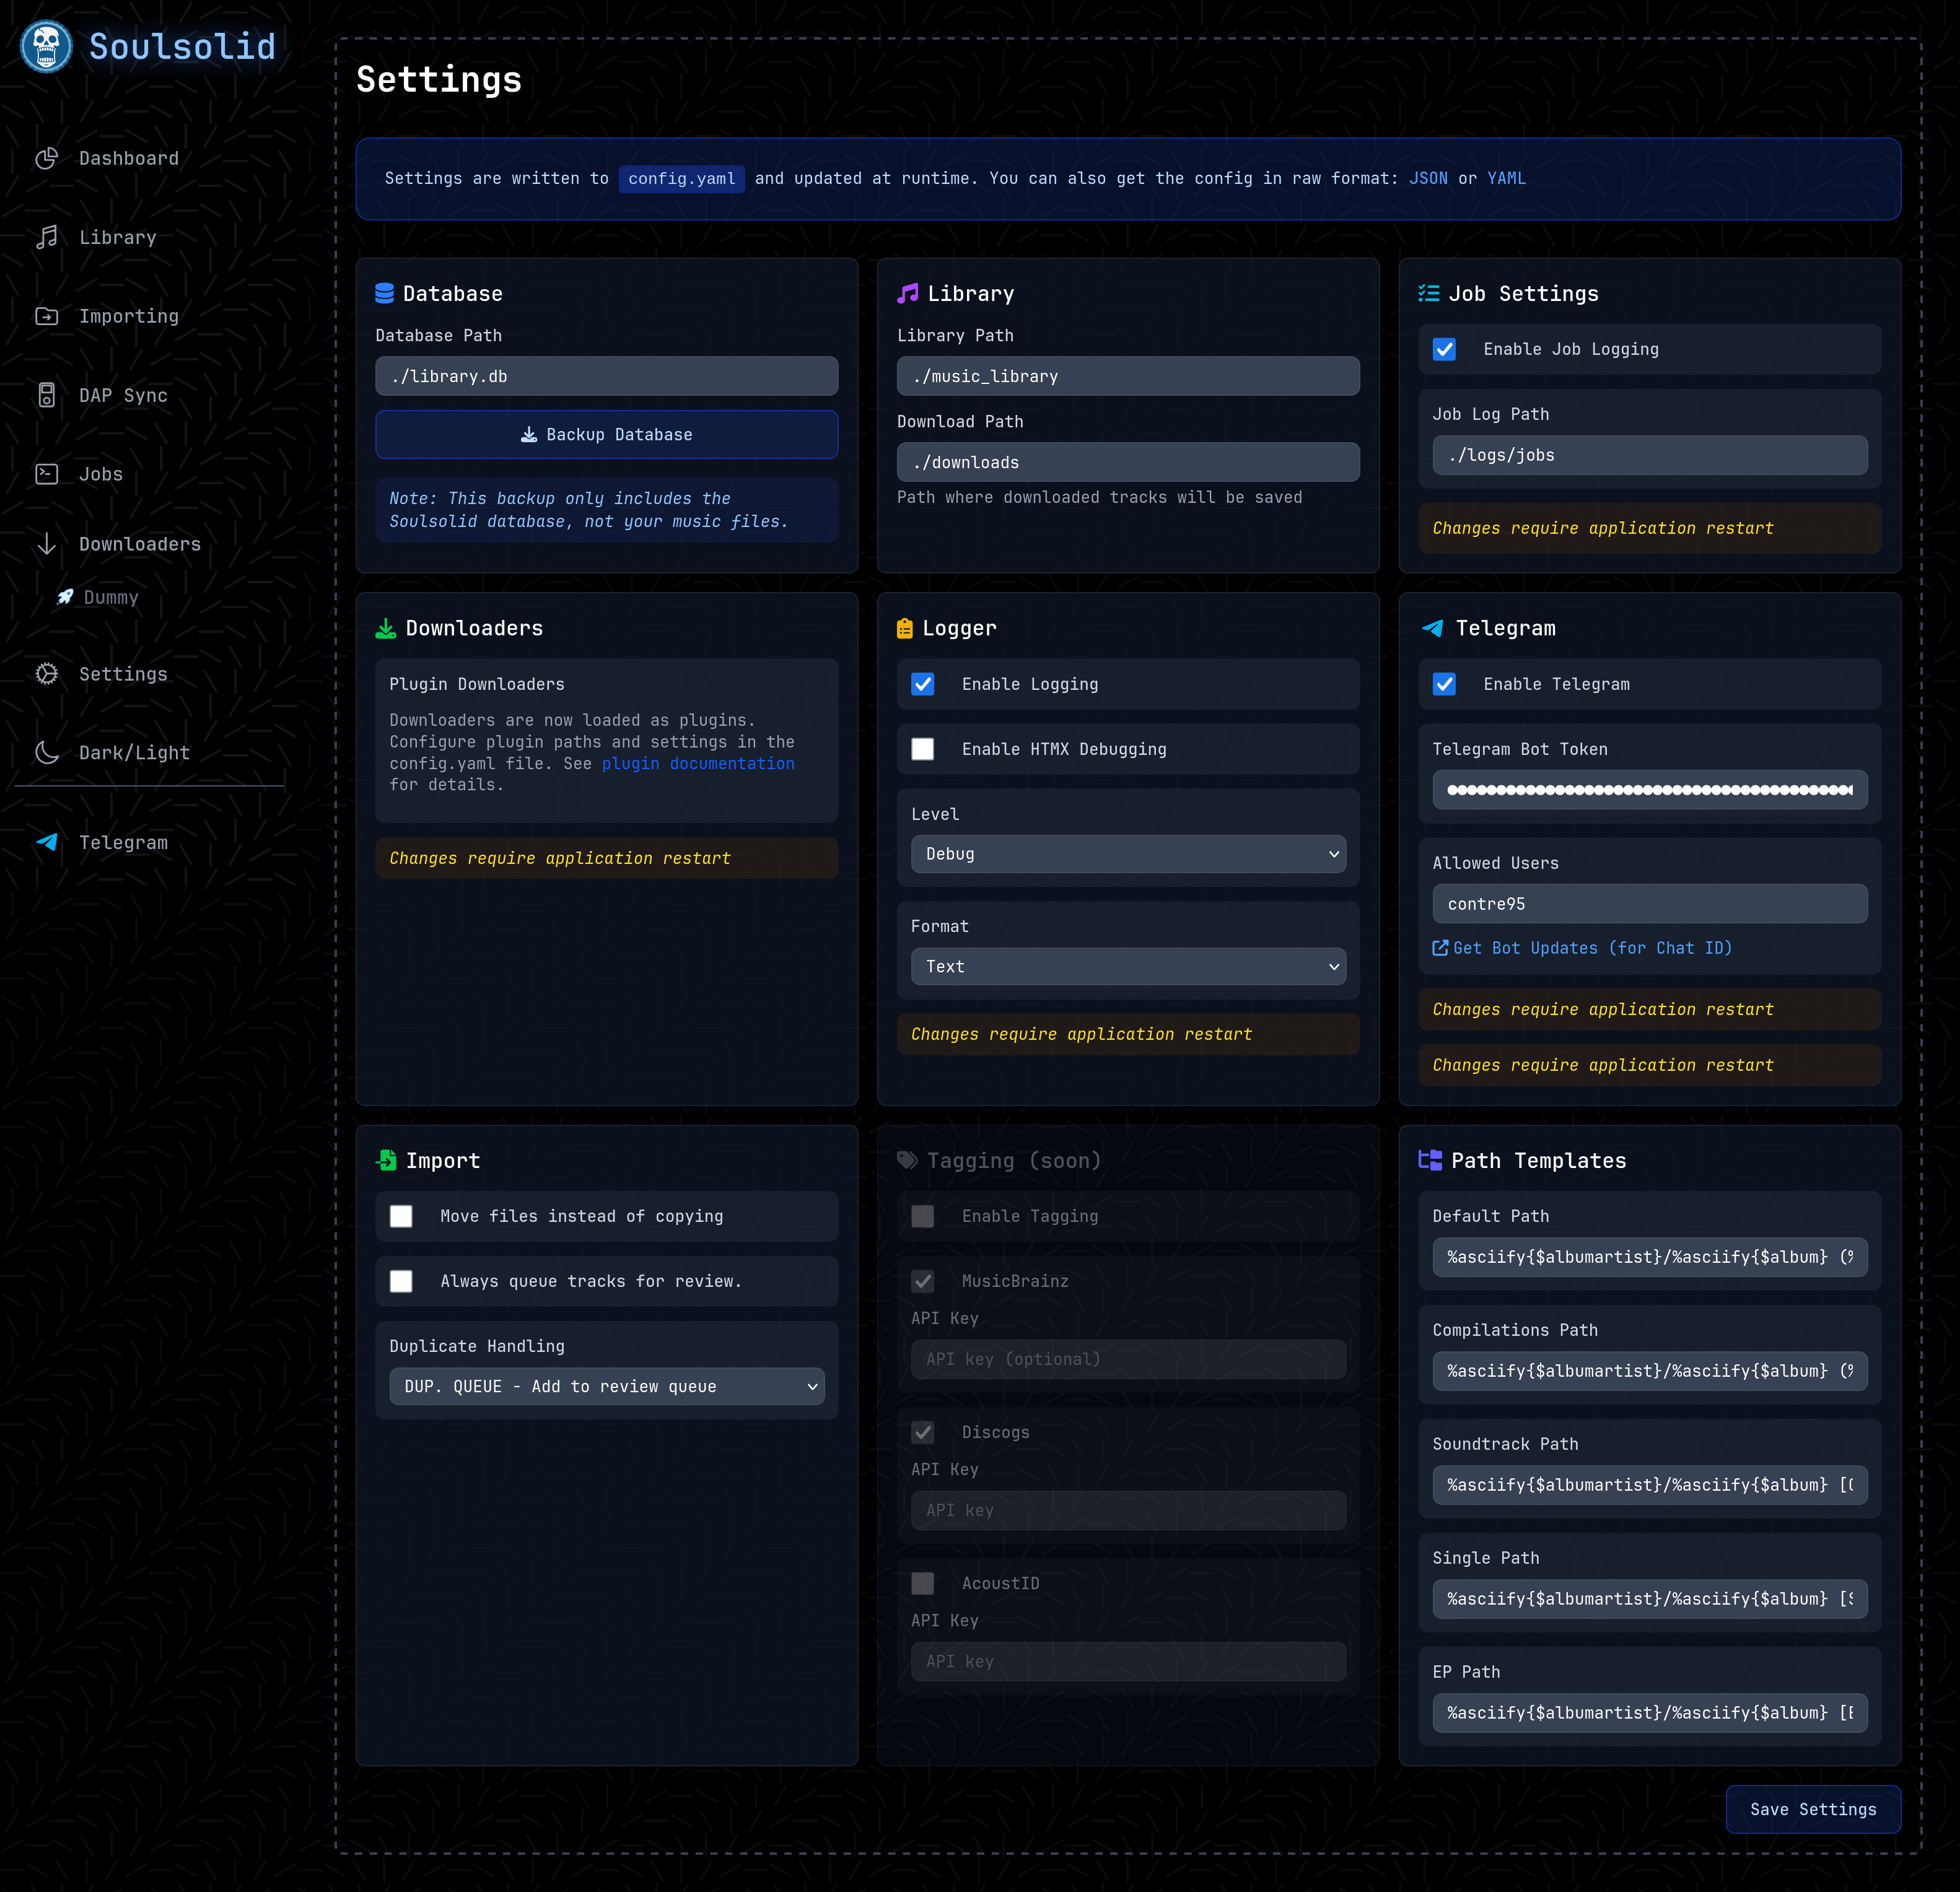 Soulsolid
Dashboard
Library
Importing
DAP Sync
Jobs
Downloaders
Dummy
Settings
Dark/Light
Telegram
Settings
Settings are written to config.yaml and updated at runtime. You can also get the config in raw format: JSON or YAML
Database
Database Path
./library.db
Backup Database
Note: This backup only includes the
Soulsolid database, not your music files.
Library
Library Path
./music_library
Download Path
./downloads
Path where downloaded tracks will be saved
Job Settings
Enable Job Logging
Job Log Path
./logs/jobs
Changes require application restart
Downloaders
Plugin Downloaders
Downloaders are now loaded as plugins.
Configure plugin paths and settings in the
config.yaml file. See plugin documentation
for details.
Changes require application restart
Logger
Enable Logging
Enable HTMX Debugging
Level
Debug
Format
Text
Changes require application restart
Telegram
Enable Telegram
Telegram Bot Token
Allowed Users
contre95
Get Bot Updates (for Chat ID)
Changes require application restart
Changes require application restart
Import
Move files instead of copying
Always queue tracks for review.
Duplicate Handling
DUP. QUEUE - Add to review queue
Tagging (soon)
Enable Tagging
MusicBrainz
API Key
API key (optional)
Discogs
API Key
API key
AcoustID
API Key
API key
Path Templates
Default Path
%asciify{$albumartist}/%asciify{$album} (%
Compilations Path
%asciify{$albumartist}/%asciify{$album} (%
Soundtrack Path
%asciify{$albumartist}/%asciify{$album} [
Single Path
%asciify{$albumartist}/%asciify{$album} [S
EP Path
%asciify{$albumartist}/%asciify{$album} [E
Save Settings